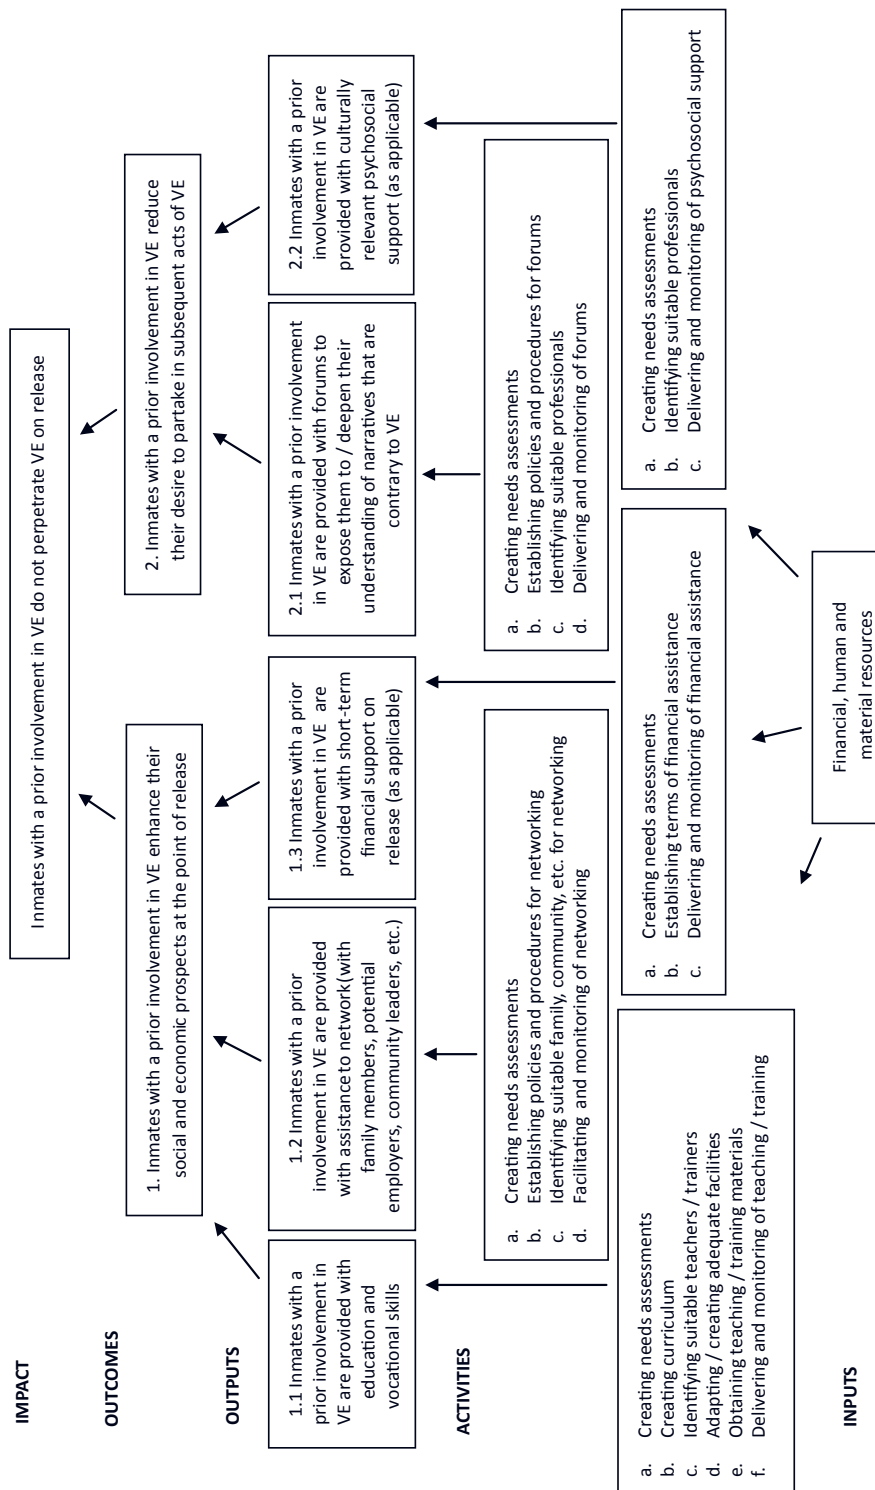 IMPACT
Inmates with a prior involvement in VE do not perpetrate VE on release
OUTCOMES
1. Inmates with a prior involvement in VE enhance their
social and economic prospects at the point of release
2. Inmates with a prior involvement in VE reduce
their desire to partake in subsequent acts of VE
OUTPUTS
1.1 Inmates with a
prior involvement in
VE are provided with
education and
vocational skills
1.2 Inmates with a prior
involvement in VE are provided
with assistance to network(with
family members, potential
employers, community leaders, etc.)
1.3 Inmates with a prior
involvement in VE  are
provided with short-term
financial support on
release (as applicable)
2.1 Inmates with a prior involvement
in VE are provided with forums to
expose them to / deepen their
understanding of narratives that are
contrary to VE
2.2 Inmates with a prior
involvement in VE are
provided with culturally
relevant psychosocial
support (as applicable)
ACTIVITIES
a. Creating needs assessments
b. Establishing policies and procedures for networking
c. Identifying suitable family, community, etc. for networking
d. Facilitating and monitoring of networking
a. Creating needs assessments
b. Establishing policies and procedures for forums
c. Identifying suitable professionals
d. Delivering and monitoring of forums
a. Creating needs assessments
b. Creating curriculum
c. Identifying suitable teachers / trainers
d. Adapting / creating adequate facilities
e. Obtaining teaching / training materials
f. Delivering and monitoring of teaching / training
a. Creating needs assessments
b. Establishing terms of financial assistance
c. Delivering and monitoring of financial assistance
a. Creating needs assessments
b. Identifying suitable professionals
c. Delivering and monitoring of psychosocial support
INPUTS
Financial, human and
material resources